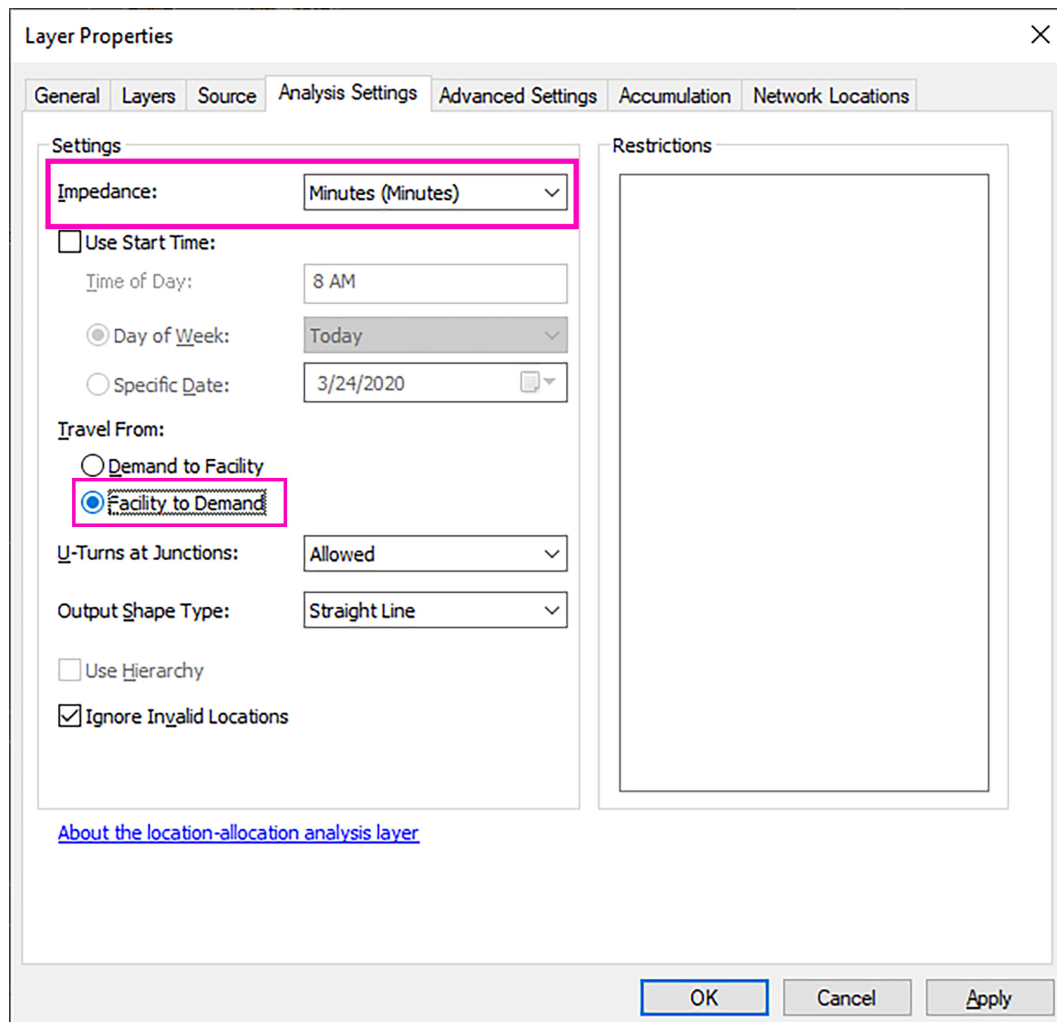 Layer Properties
General Layers Source Analysis Settings Advanced Settings Accumulation Network Locations
Settings
Impedance: Minutes (Minutes)
Use Start Time:
Time of Day: 8 AM
Day of Week: Today
Specific Date: 3/24/2020
Travel From:
Demand to Facility
Facility to Demand
U-Turns at Junctions: Allowed
Output Shape Type: Straight Line
Use Hierarchy
Ignore Invalid Locations
Restrictions
About the location-allocation analysis layer
OK Cancel Apply